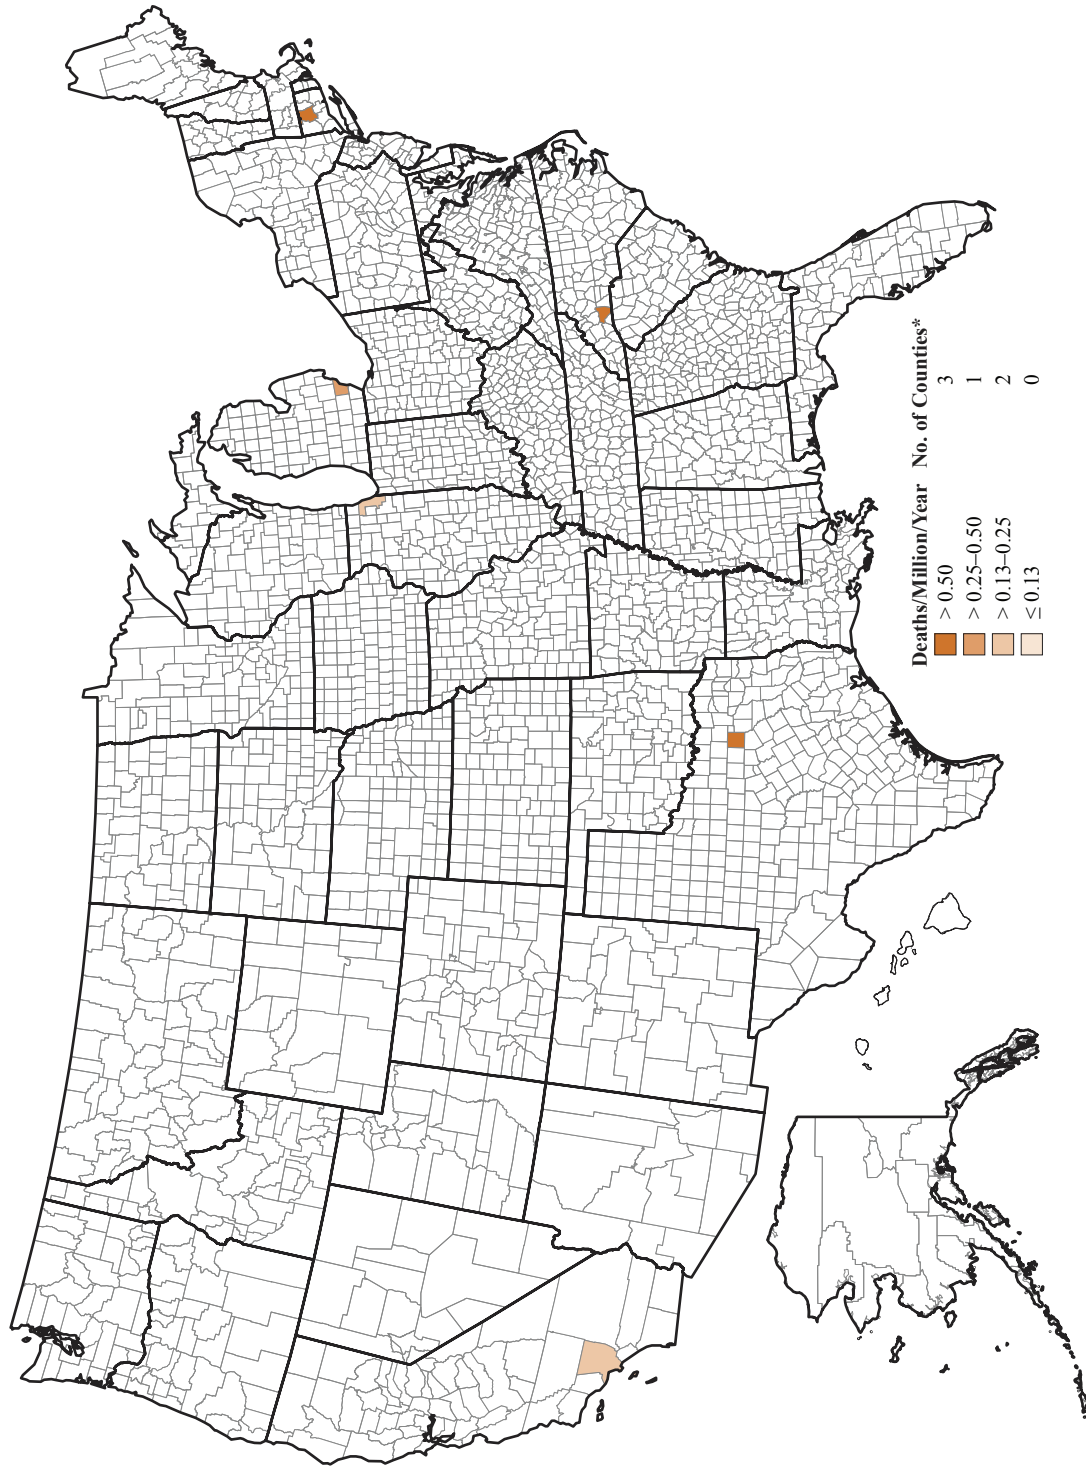 Deaths/Million/Year No. of Counties*
> 0.50 3
> 0.25–0.50 1
> 0.13–0.25 2
≤ 0.13 0